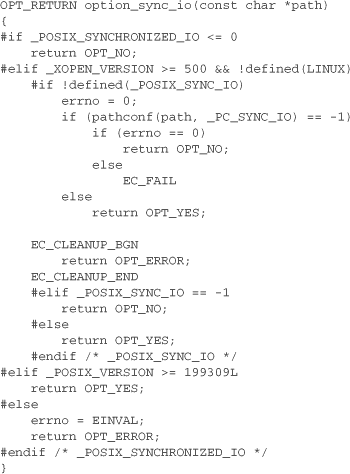 OPT_RETURN option_sync_io(const char *path)
{
#if _POSIX_SYNCHRONIZED_IO <= 0
    return OPT_NO;
#elif _XOPEN_VERSION >= 500 && !defined(LINUX)
    #if !defined(_POSIX_SYNC_IO)
        errno = 0;
        if (pathconf(path, _PC_SYNC_IO) == -1)
            if (errno == 0)
                return OPT_NO;
            else
                EC_FAIL
        else
            return OPT_YES;

    EC_CLEANUP_BGN
        return OPT_ERROR;
    EC_CLEANUP_END
    #elif _POSIX_SYNC_IO == -1
        return OPT_NO;
    #else
        return OPT_YES;
    #endif /* _POSIX_SYNC_IO */
#elif _POSIX_VERSION >= 199309L
    return OPT_YES;
#else
    errno = EINVAL;
    return OPT_ERROR;
#endif /* _POSIX_SYNCHRONIZED_IO */
}